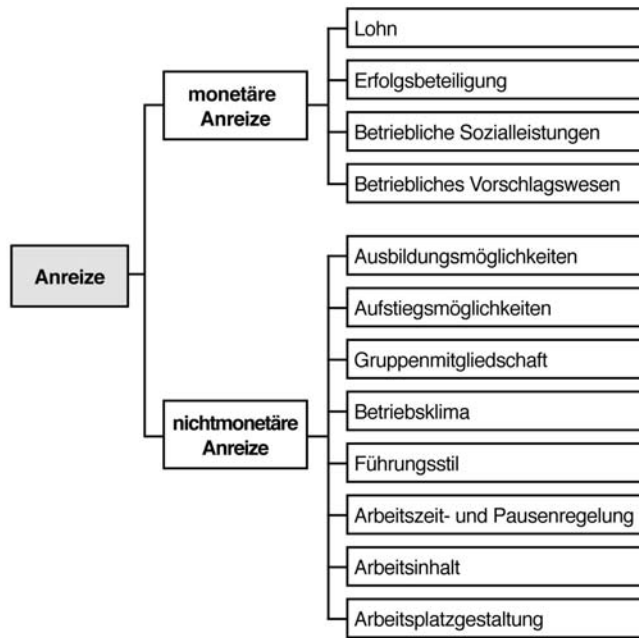 Anreize
monetäre
Anreize
Lohn
Erfolgsbeteiligung
Betriebliche Sozialleistungen
Betriebliches Vorschlagswesen
nichtmonetäre
Anreize
Ausbildungsmöglichkeiten
Aufstiegsmöglichkeiten
Gruppenmitgliedschaft
Betriebsklima
Führungsstil
Arbeitszeit- und Pausenregelung
Arbeitsinhalt
Arbeitsplatzgestaltung